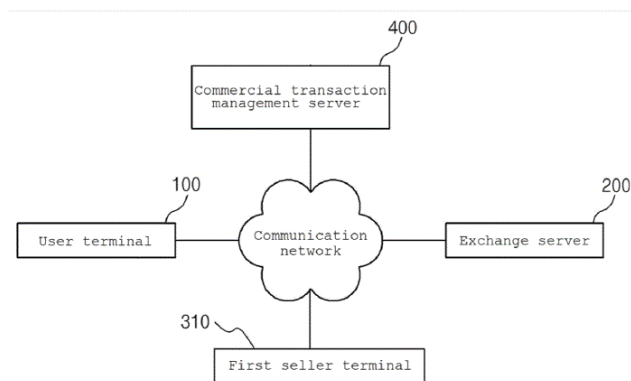 400
Commercial transaction
management server
100
200
User terminal
Communication
network
Exchange server
310
First seller terminal